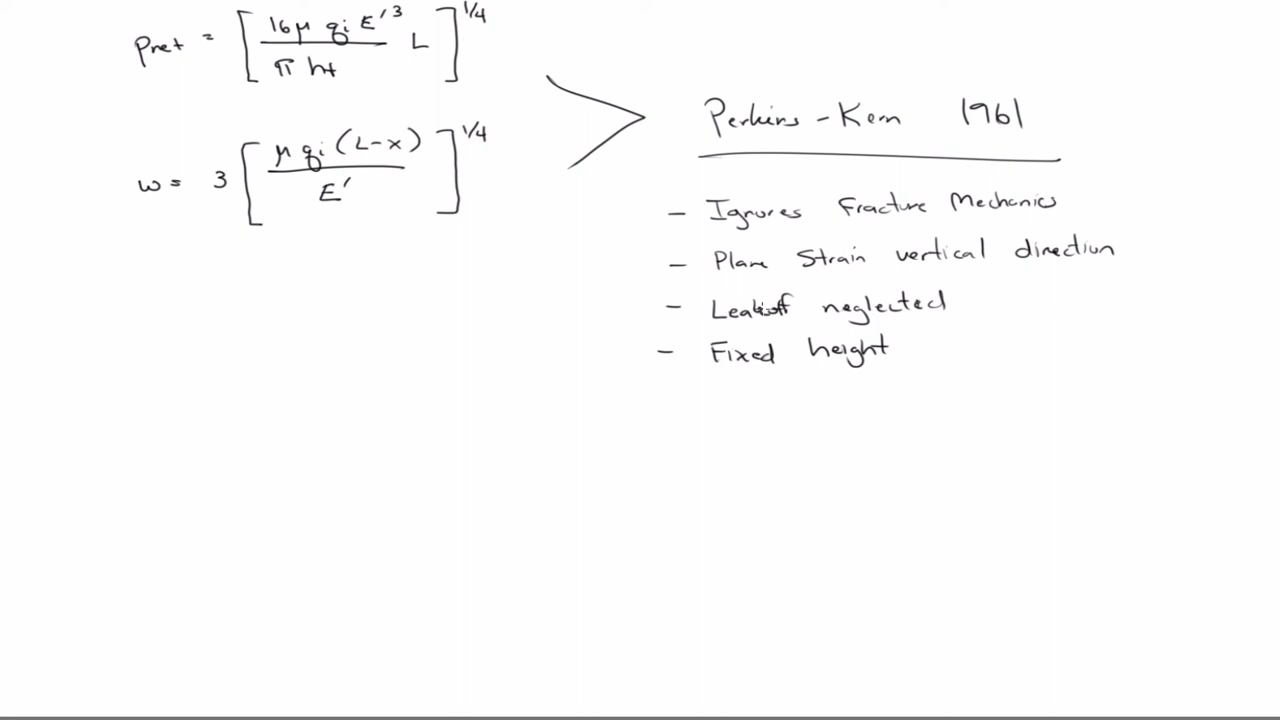 Pnet = [ 16μ qi E'³ / π hf L ]^1/4
w = 3 [ μ qi (L-x) / E' ]^1/4
Perkins - Kern 1961
- Ignores Fracture Mechanics
- Plane Strain vertical direction
- Leakoff neglected
- Fixed height